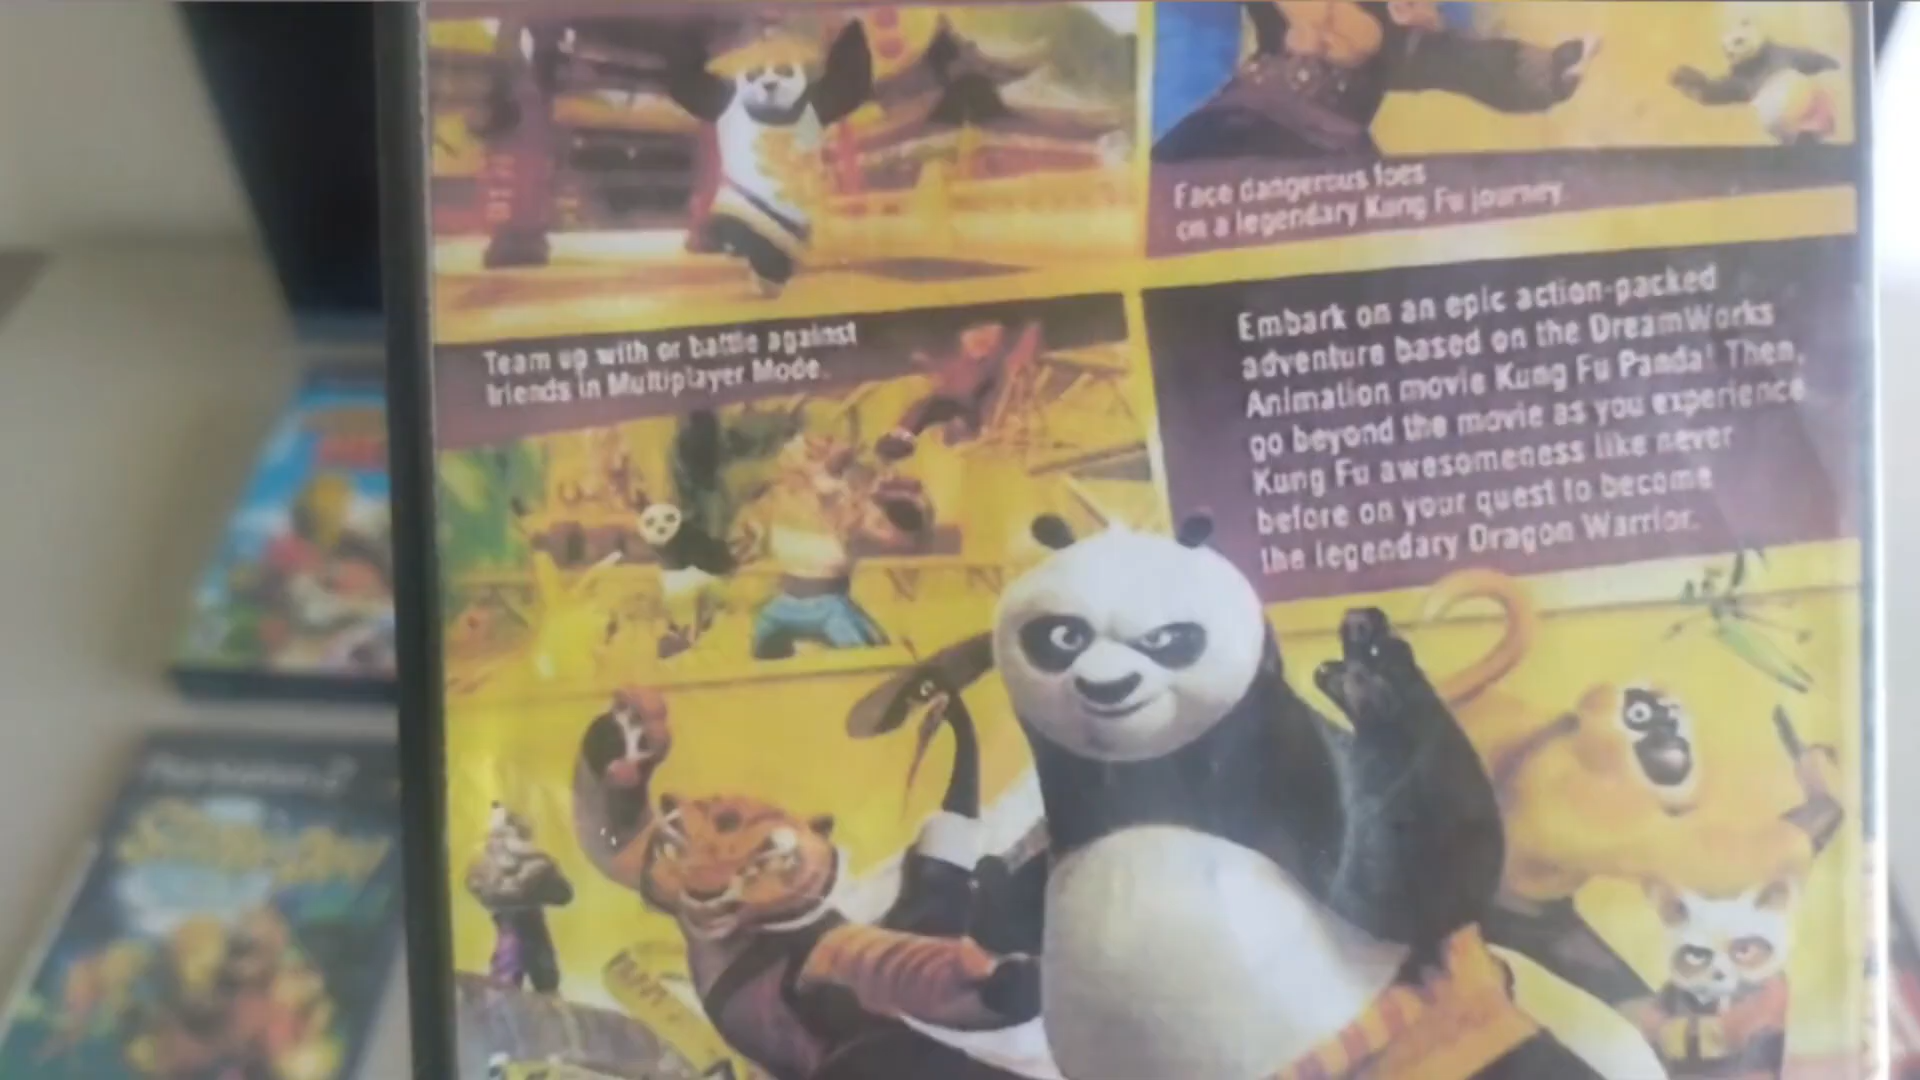 Face dangerous foes
on a legendary Kung Fu journey.
Team up with or battle against
friends in Multiplayer Mode.
Embark on an epic action-packed
adventure based on the DreamWorks
Animation movie Kung Fu Panda! Then,
go beyond the movie as you experience
Kung Fu awesomeness like never
before on your quest to become
the legendary Dragon Warrior.
PlayStation 2